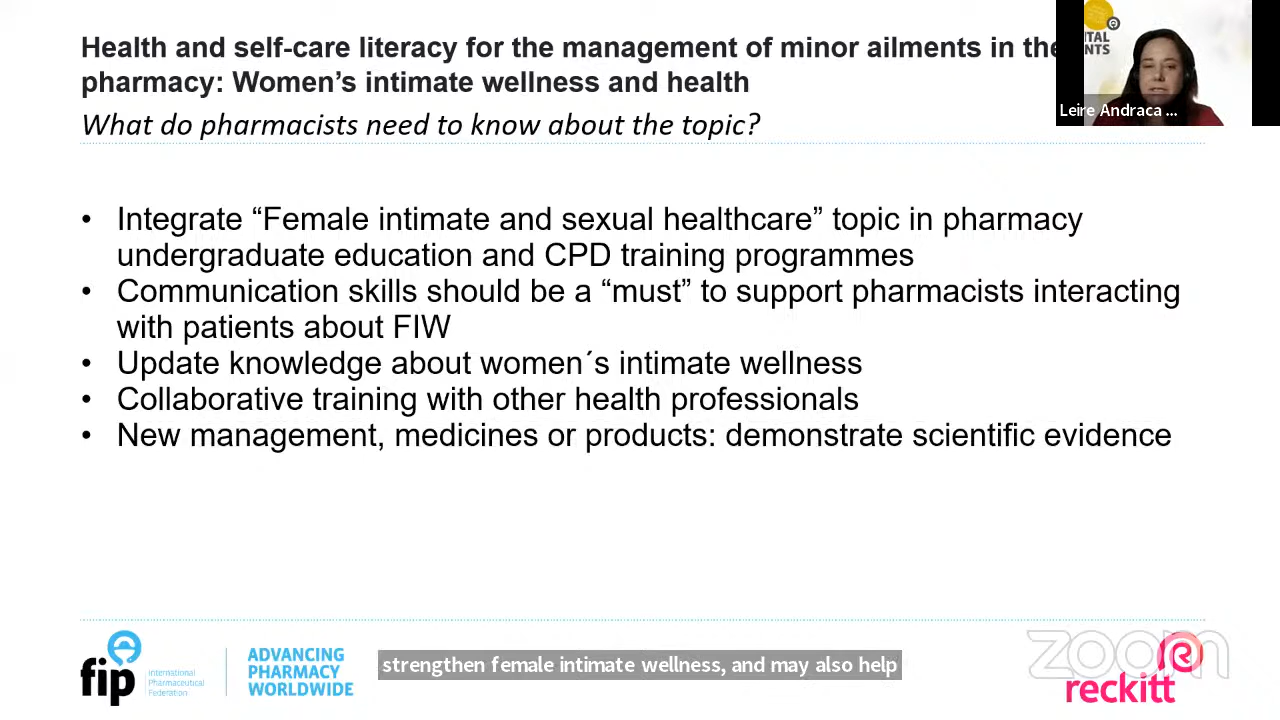 Health and self-care literacy for the management of minor ailments in the
pharmacy: Women's intimate wellness and health
What do pharmacists need to know about the topic?
Leire Andraca ...
• Integrate “Female intimate and sexual healthcare” topic in pharmacy
undergraduate education and CPD training programmes
• Communication skills should be a “must” to support pharmacists interacting
with patients about FIW
• Update knowledge about women´s intimate wellness
• Collaborative training with other health professionals
• New management, medicines or products: demonstrate scientific evidence
fip
International
Pharmaceutical
Federation
ADVANCING
PHARMACY
WORLDWIDE
strengthen female intimate wellness, and may also help
zoom
reckitt